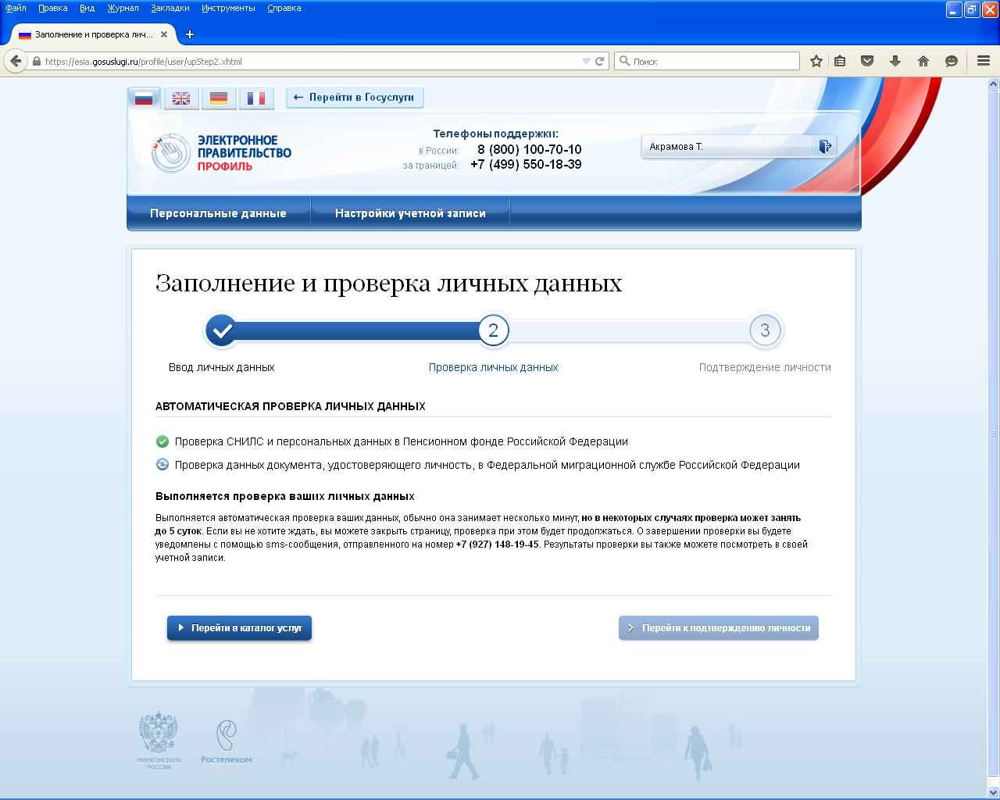 Файл Правка Вид Журнал Закладки Инструменты Справка
Заполнение и проверка лич...
https://esia.gosuslugi.ru/profile/user/upStep2.xhtml
Поиск
← Перейти в Госуслуги
ЭЛЕКТРОННОЕ
ПРАВИТЕЛЬСТВО
ПРОФИЛЬ
Телефоны поддержки:
в России: 8 (800) 100-70-10
за границей: +7 (499) 550-18-39
Акрамова Т.
Персональные данные
Настройки учетной записи
Заполнение и проверка личных данных
2
3
Ввод личных данных
Проверка личных данных
Подтверждение личности
АВТОМАТИЧЕСКАЯ ПРОВЕРКА ЛИЧНЫХ ДАННЫХ
Проверка СНИЛС и персональных данных в Пенсионном фонде Российской Федерации
Проверка данных документа, удостоверяющего личность, в Федеральной миграционной службе Российской Федерации
Выполняется проверка ваших личных данных
Выполняется автоматическая проверка ваших данных, обычно она занимает несколько минут, но в некоторых случаях проверка может занять
до 5 суток. Если вы не хотите ждать, вы можете закрыть страницу, проверка при этом будет продолжаться. О завершении проверки вы будете
уведомлены с помощью sms-сообщения, отправленного на номер +7 (927) 148-19-45. Результаты проверки вы также можете посмотреть в своей
учетной записи.
Перейти в каталог услуг
Перейти к подтверждению личности
МИНКОМСВЯЗЬ
РОССИИ
Ростелеком